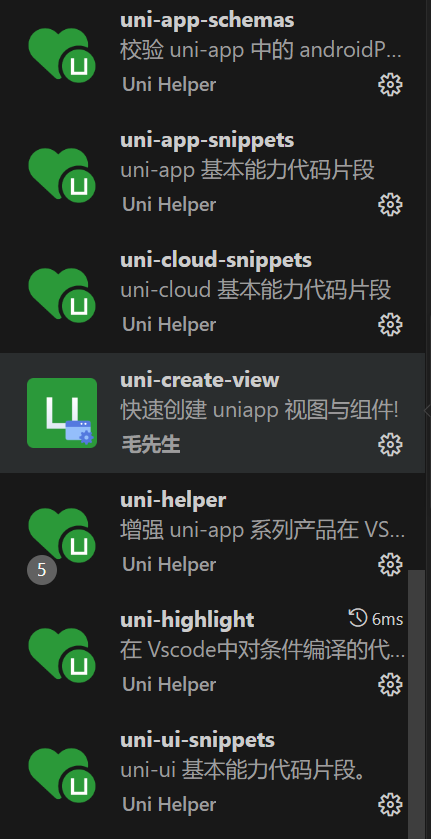 uni-app-schemas
校验 uni-app 中的 androidP...
Uni Helper
uni-app-snippets
uni-app 基本能力代码片段
Uni Helper
uni-cloud-snippets
uni-cloud 基本能力代码片段
Uni Helper
uni-create-view
快速创建 uniapp 视图与组件!
毛先生
uni-helper
增强 uni-app 系列产品在 VS...
5
Uni Helper
uni-highlight
6ms
在 Vscode中对条件编译的代...
Uni Helper
uni-ui-snippets
uni-ui 基本能力代码片段。
Uni Helper